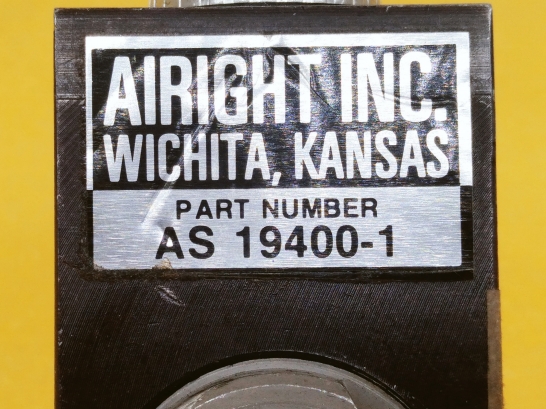 AIRIGHT INC.
WICHITA, KANSAS
PART NUMBER
AS 19400-1